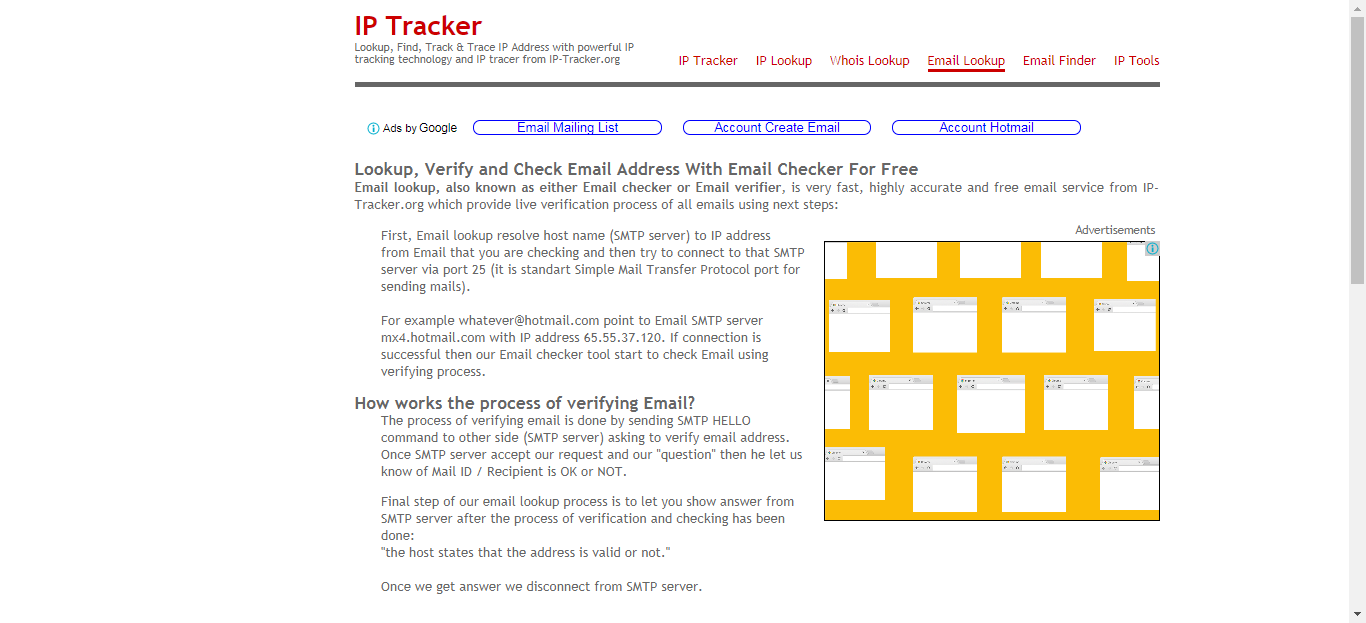 IP Tracker
Lookup, Find, Track & Trace IP Address with powerful IP
tracking technology and IP tracer from IP-Tracker.org
IP Tracker IP Lookup Whois Lookup Email Lookup Email Finder IP Tools
Ads by Google Email Mailing List Account Create Email Account Hotmail
Lookup, Verify and Check Email Address With Email Checker For Free
Email lookup, also known as either Email checker or Email verifier, is very fast, highly accurate and free email service from IP-
Tracker.org which provide live verification process of all emails using next steps:
Advertisements
First, Email lookup resolve host name (SMTP server) to IP address
from Email that you are checking and then try to connect to that SMTP
server via port 25 (it is standart Simple Mail Transfer Protocol port for
sending mails).
For example whatever@hotmail.com point to Email SMTP server
mx4.hotmail.com with IP address 65.55.37.120. If connection is
successful then our Email checker tool start to check Email using
verifying process.
How works the process of verifying Email?
The process of verifying email is done by sending SMTP HELLO
command to other side (SMTP server) asking to verify email address.
Once SMTP server accept our request and our "question" then he let us
know of Mail ID / Recipient is OK or NOT.
Final step of our email lookup process is to let you show answer from
SMTP server after the process of verification and checking has been
done:
"the host states that the address is valid or not."
Once we get answer we disconnect from SMTP server.